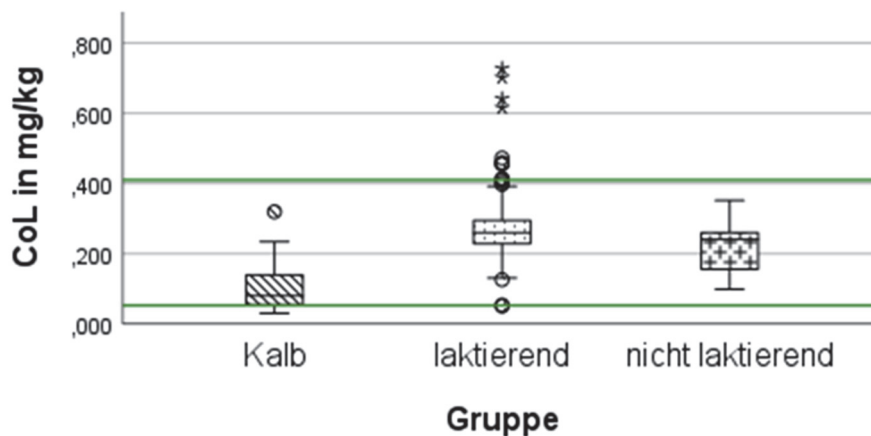 CoL in mg/kg
,800
,600
,400
,200
,000
Kalb laktierend nicht laktierend
Gruppe